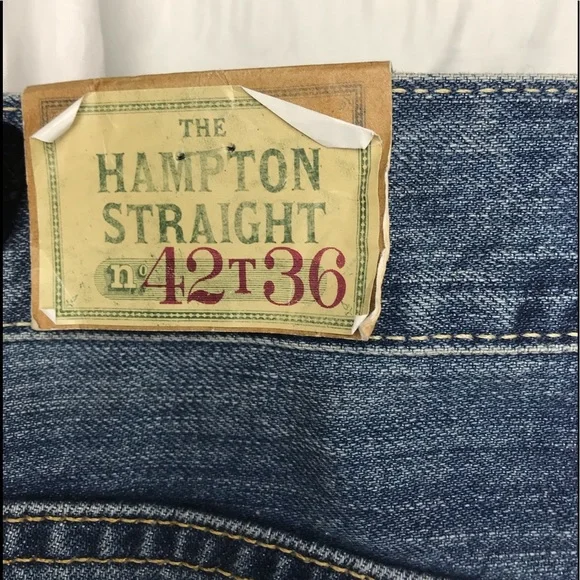 THE
HAMPTON
STRAIGHT
nº 42T36